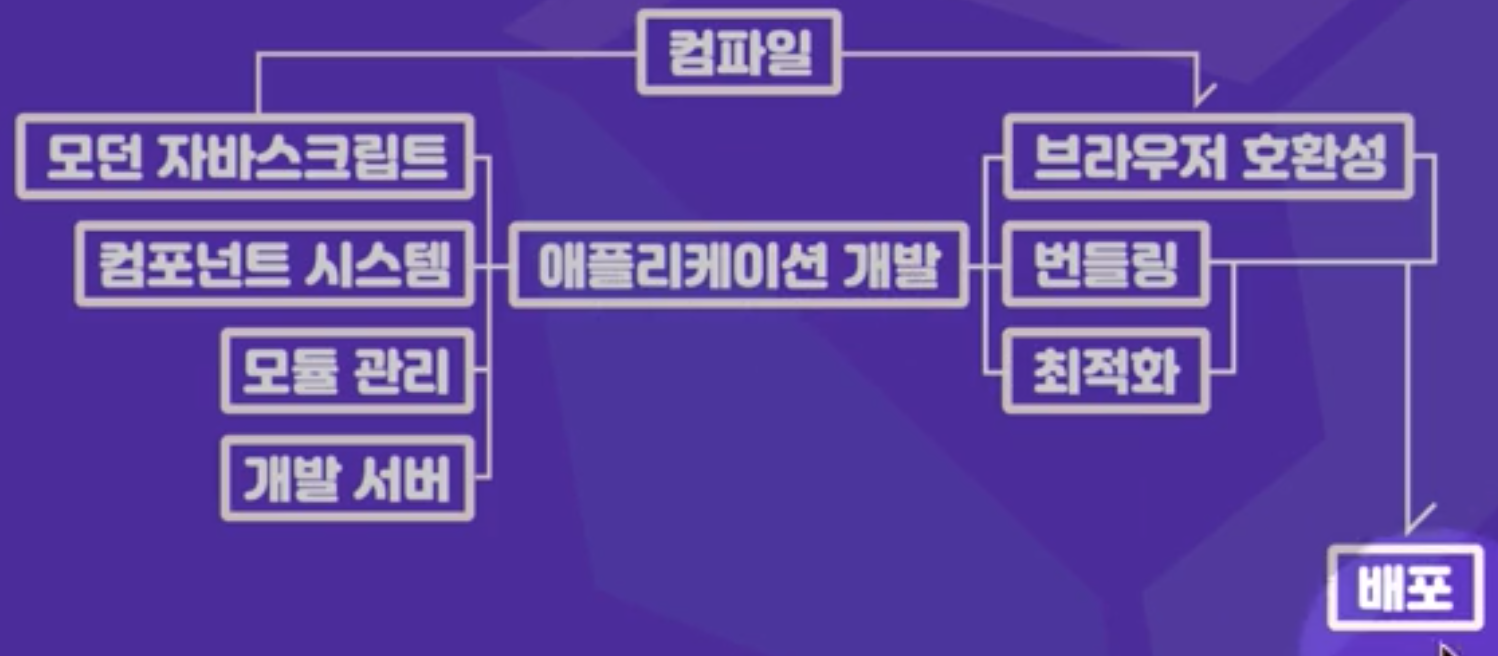 컴파일
모던 자바스크립트
브라우저 호환성
컴포넌트 시스템
애플리케이션 개발
번들링
모듈 관리
최적화
개발 서버
배포